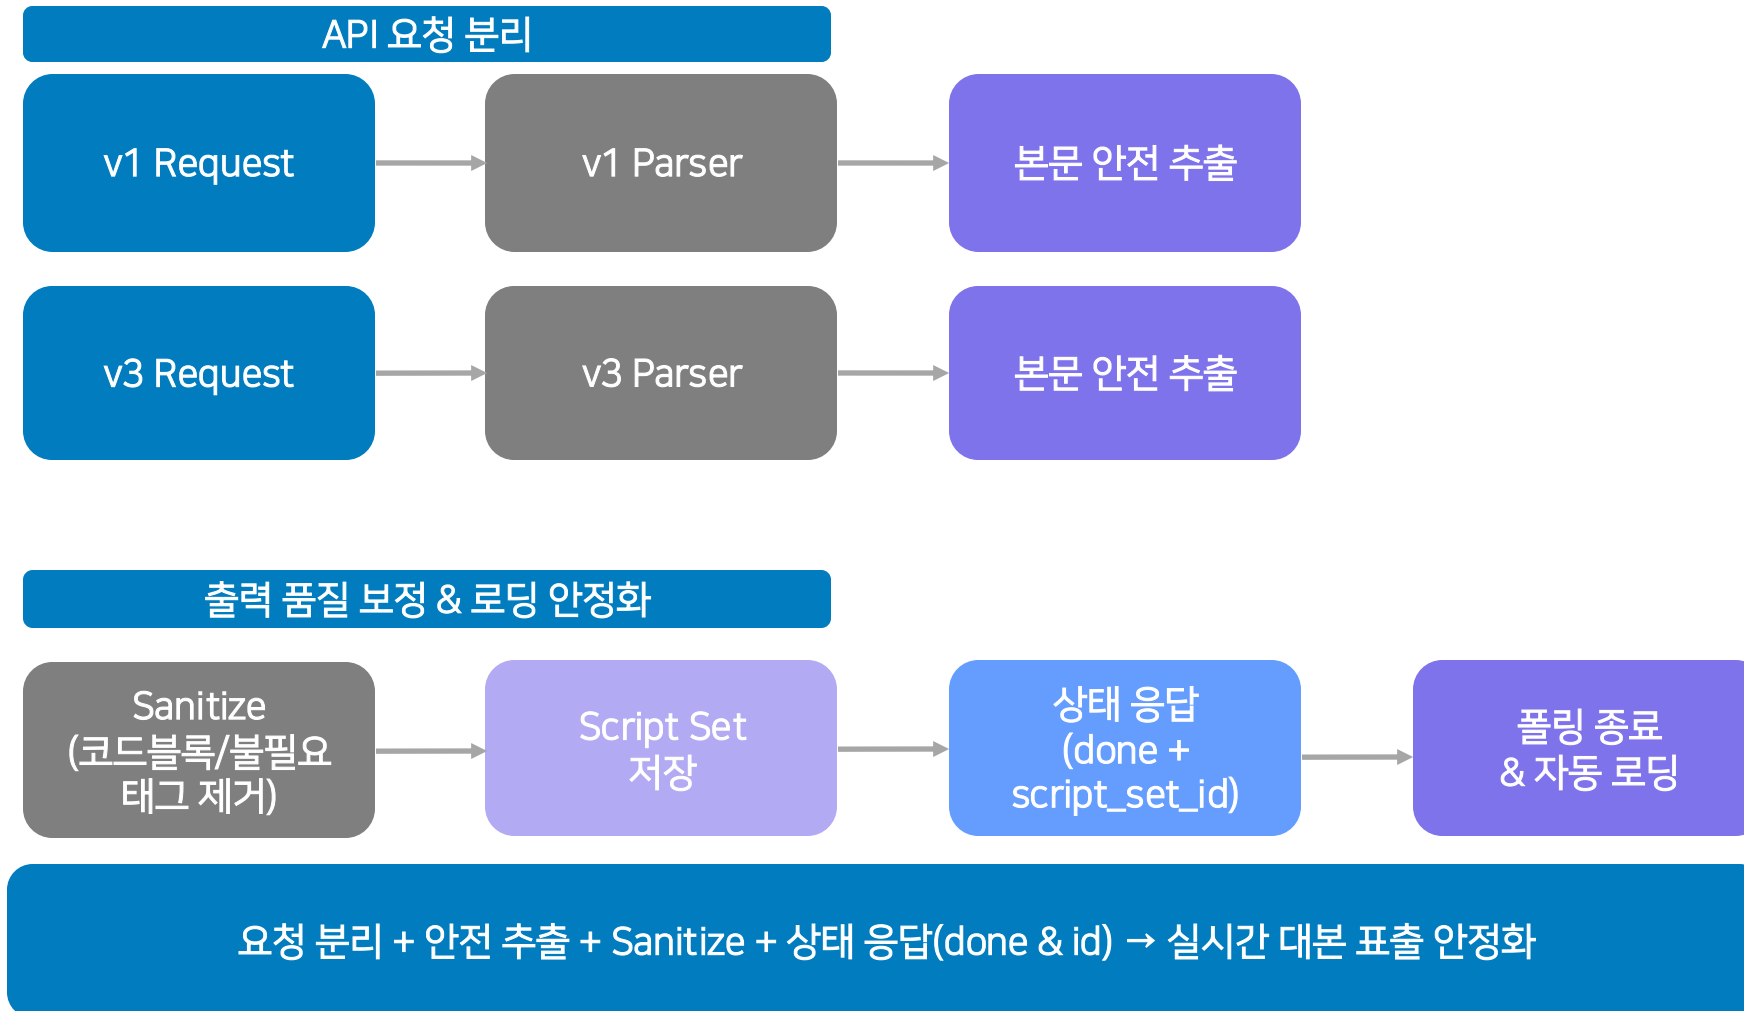 API 요청 분리
v1 Request
v1 Parser
본문 안전 추출
v3 Request
v3 Parser
본문 안전 추출
출력 품질 보정 & 로딩 안정화
Sanitize
(코드블록/불필요
태그 제거)
Script Set
저장
상태 응답
(done +
script_set_id)
폴링 종료
& 자동 로딩
요청 분리 + 안전 추출 + Sanitize + 상태 응답(done & id) → 실시간 대본 표출 안정화